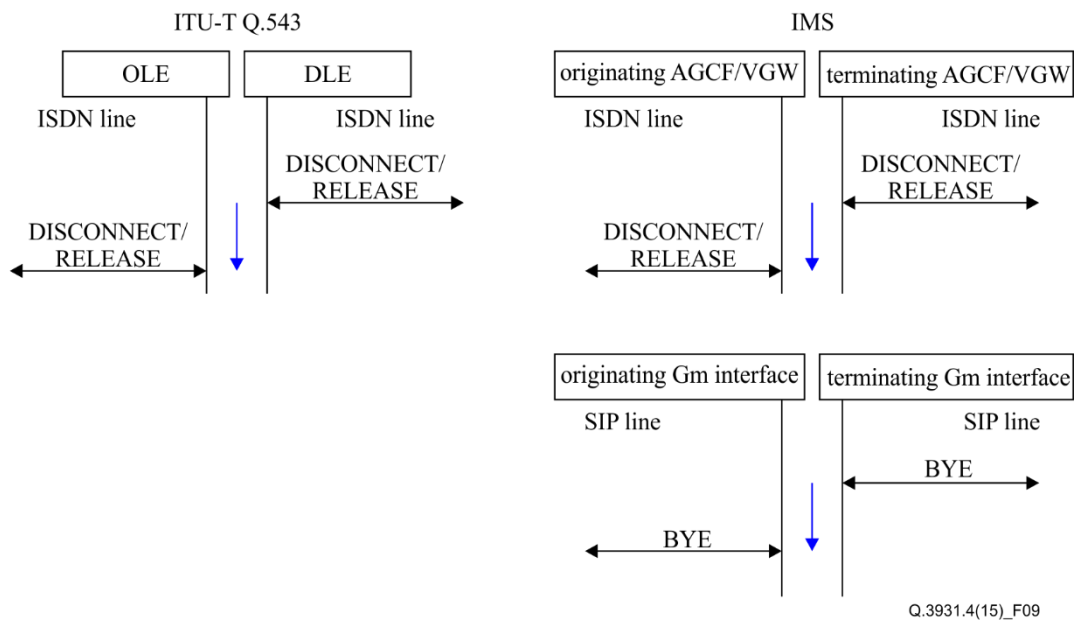 ITU-T Q.543
IMS
OLE
DLE
originating AGCF/VGW
terminating AGCF/VGW
ISDN line
ISDN line
ISDN line
ISDN line
DISCONNECT/
RELEASE
DISCONNECT/
RELEASE
DISCONNECT/
RELEASE
DISCONNECT/
RELEASE
originating Gm interface
terminating Gm interface
SIP line
SIP line
BYE
BYE
Q.3931.4(15)_F09